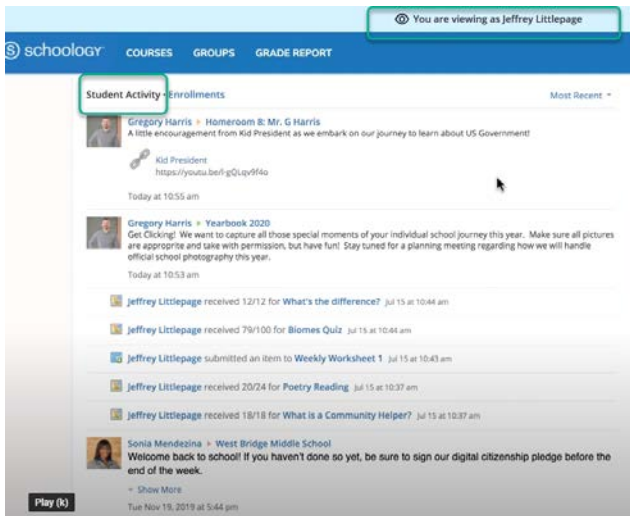 You are viewing as Jeffrey Littlepage
S schoology COURSES GROUPS GRADE REPORT
Student Activity · Enrollments Most Recent
Gregory Harris ▸ Homeroom 8: Mr. G Harris
A little encouragement from Kid President as we embark on our journey to learn about US Government!
Kid President
https://youtu.be/l-gQLqv9f4o
Today at 10:55 am
Gregory Harris ▸ Yearbook 2020
Get Clicking! We want to capture all those special moments of your individual school journey this year. Make sure all pictures
are approprite and take with permission, but have fun! Stay tuned for a planning meeting regarding how we will handle
official school photography this year.
Today at 10:53 am
Jeffrey Littlepage received 12/12 for What's the difference? Jul 15 at 10:44 am
Jeffrey Littlepage received 79/100 for Biomes Quiz Jul 15 at 10:44 am
Jeffrey Littlepage submitted an item to Weekly Worksheet 1 Jul 15 at 10:43 am
Jeffrey Littlepage received 20/24 for Poetry Reading Jul 15 at 10:37 am
Jeffrey Littlepage received 18/18 for What is a Community Helper? Jul 15 at 10:37 am
Sonia Mendezina ▸ West Bridge Middle School
Welcome back to school! If you haven't done so yet, be sure to sign our digital citizenship pledge before the
end of the week.
Show More
Play (k) Tue Nov 19, 2019 at 5:44 pm